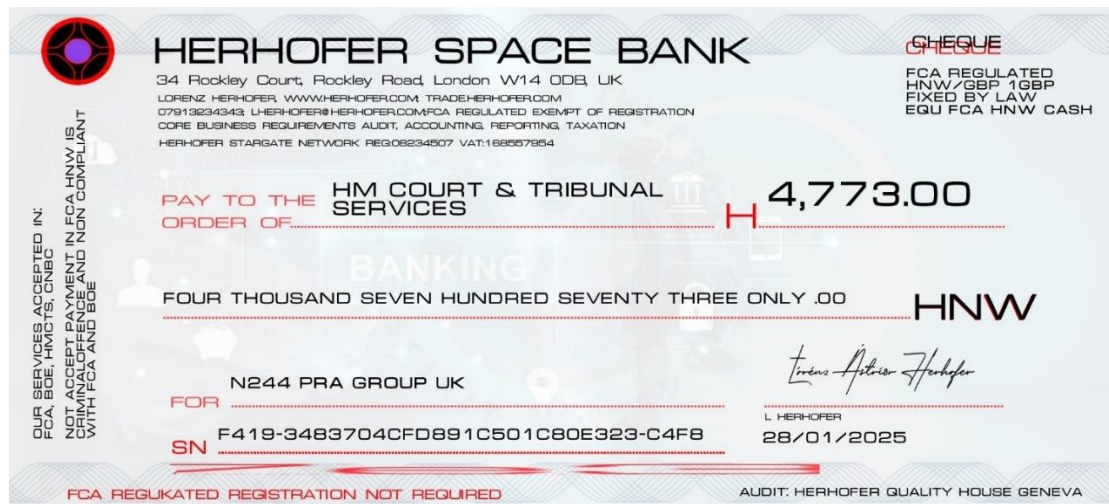 HERHOFER SPACE BANK
34 Rockley Court, Rockley Road, London W14 0DB, UK
LORENZ HERHOFER, WWW.HERHOFER.COM, TRADE.HERHOFER.COM
07913234343; LHERHOFER@HERHOFER.COM;FCA REGULATED EXEMPT OF REGISTRATION
CORE BUSINESS REQUIREMENTS AUDIT, ACCOUNTING, REPORTING, TAXATION
HERHOFER STARGATE NETWORK REG:08234507 VAT:168557954
CHEQUE
CHEQUE
FCA REGULATED
HNW/GBP 1GBP
FIXED BY LAW
EQU FCA HNW CASH
OUR SERVICES ACCEPTED IN:
FCA, BOE, HMCTS, CNBC
NOT ACCEPT PAYMENT IN FCA HNW IS
CRIMINALOFFENCE AND NON COMPLIANT
WITH FCA AND BOE
PAY TO THE
ORDER OF
HM COURT & TRIBUNAL
SERVICES
H 4,773.00
BANKING
FOUR THOUSAND SEVEN HUNDRED SEVENTY THREE ONLY .00
HNW
FOR N244 PRA GROUP UK
Lorenz Astrior Herhofer
L HERHOFER
28/01/2025
SN F419-3483704CFD891C501C80E323-C4F8
FCA REGUKATED REGISTRATION NOT REQUIRED
AUDIT: HERHOFER QUALITY HOUSE GENEVA